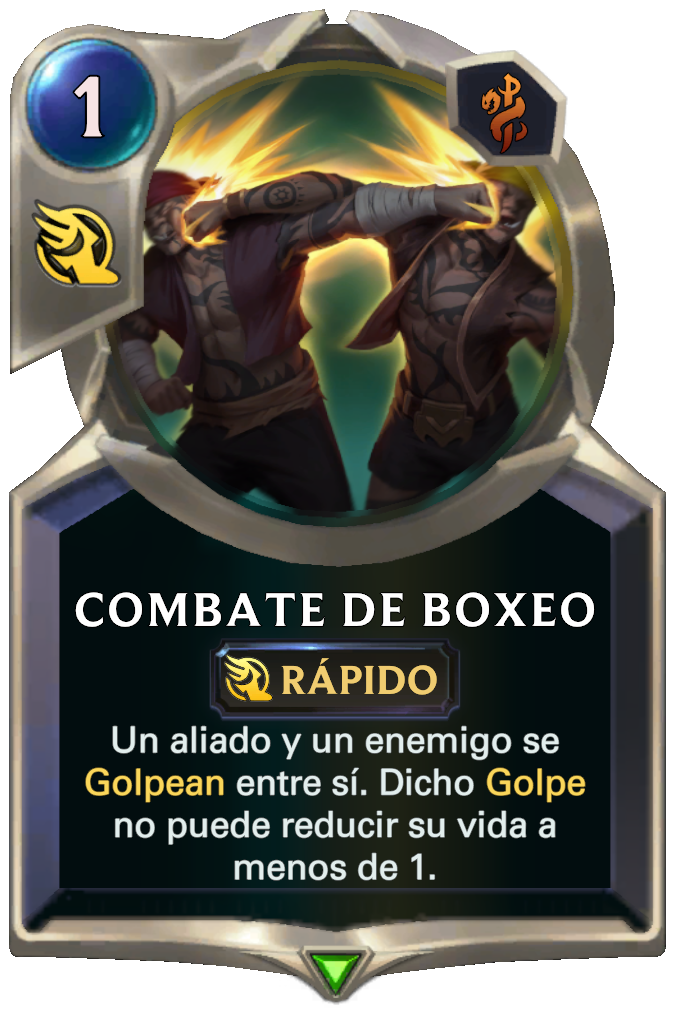 1
COMBATE DE BOXEO
RÁPIDO
Un aliado y un enemigo se
Golpean entre sí. Dicho Golpe
no puede reducir su vida a
menos de 1.